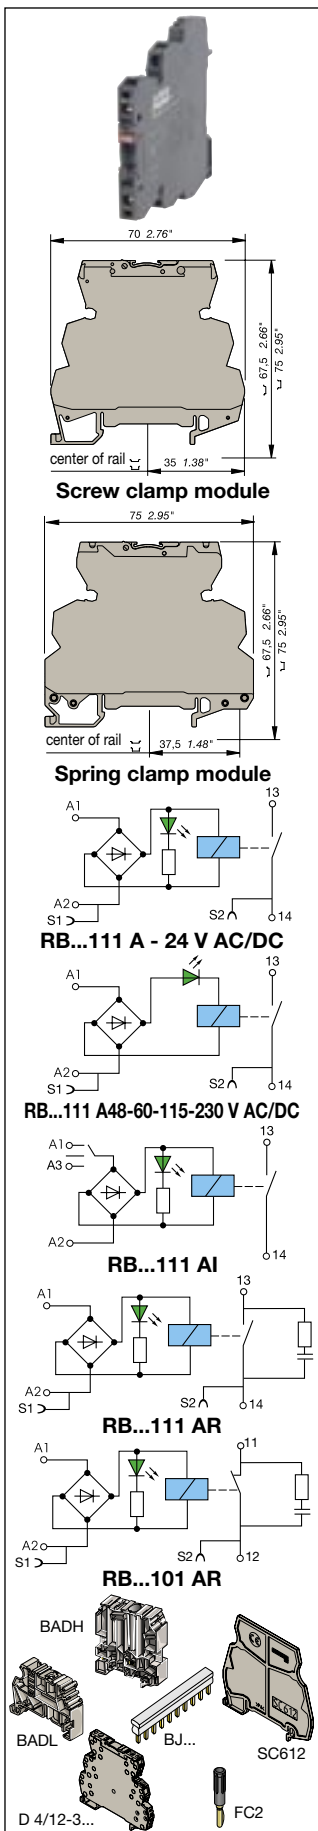 70 2.76"
67,5 2.66"
75 2.95"
center of rail
35 1.38"
Screw clamp module
75 2.95"
67,5 2.66"
75 2.95"
center of rail
37,5 1.48"
Spring clamp module
A1
13
A2
S1
S2
14
RB...111 A - 24 V AC/DC
A1
13
A2
S1
S2
14
RB...111 A48-60-115-230 V AC/DC
A1
A3
13
A2
14
RB...111 AI
A1
13
A2
S1
S2
14
RB...111 AR
A1
11
A2
S1
S2
12
RB...101 AR
BADH
BADL
BJ...
SC612
SC612
D 4/12-3...
FC2